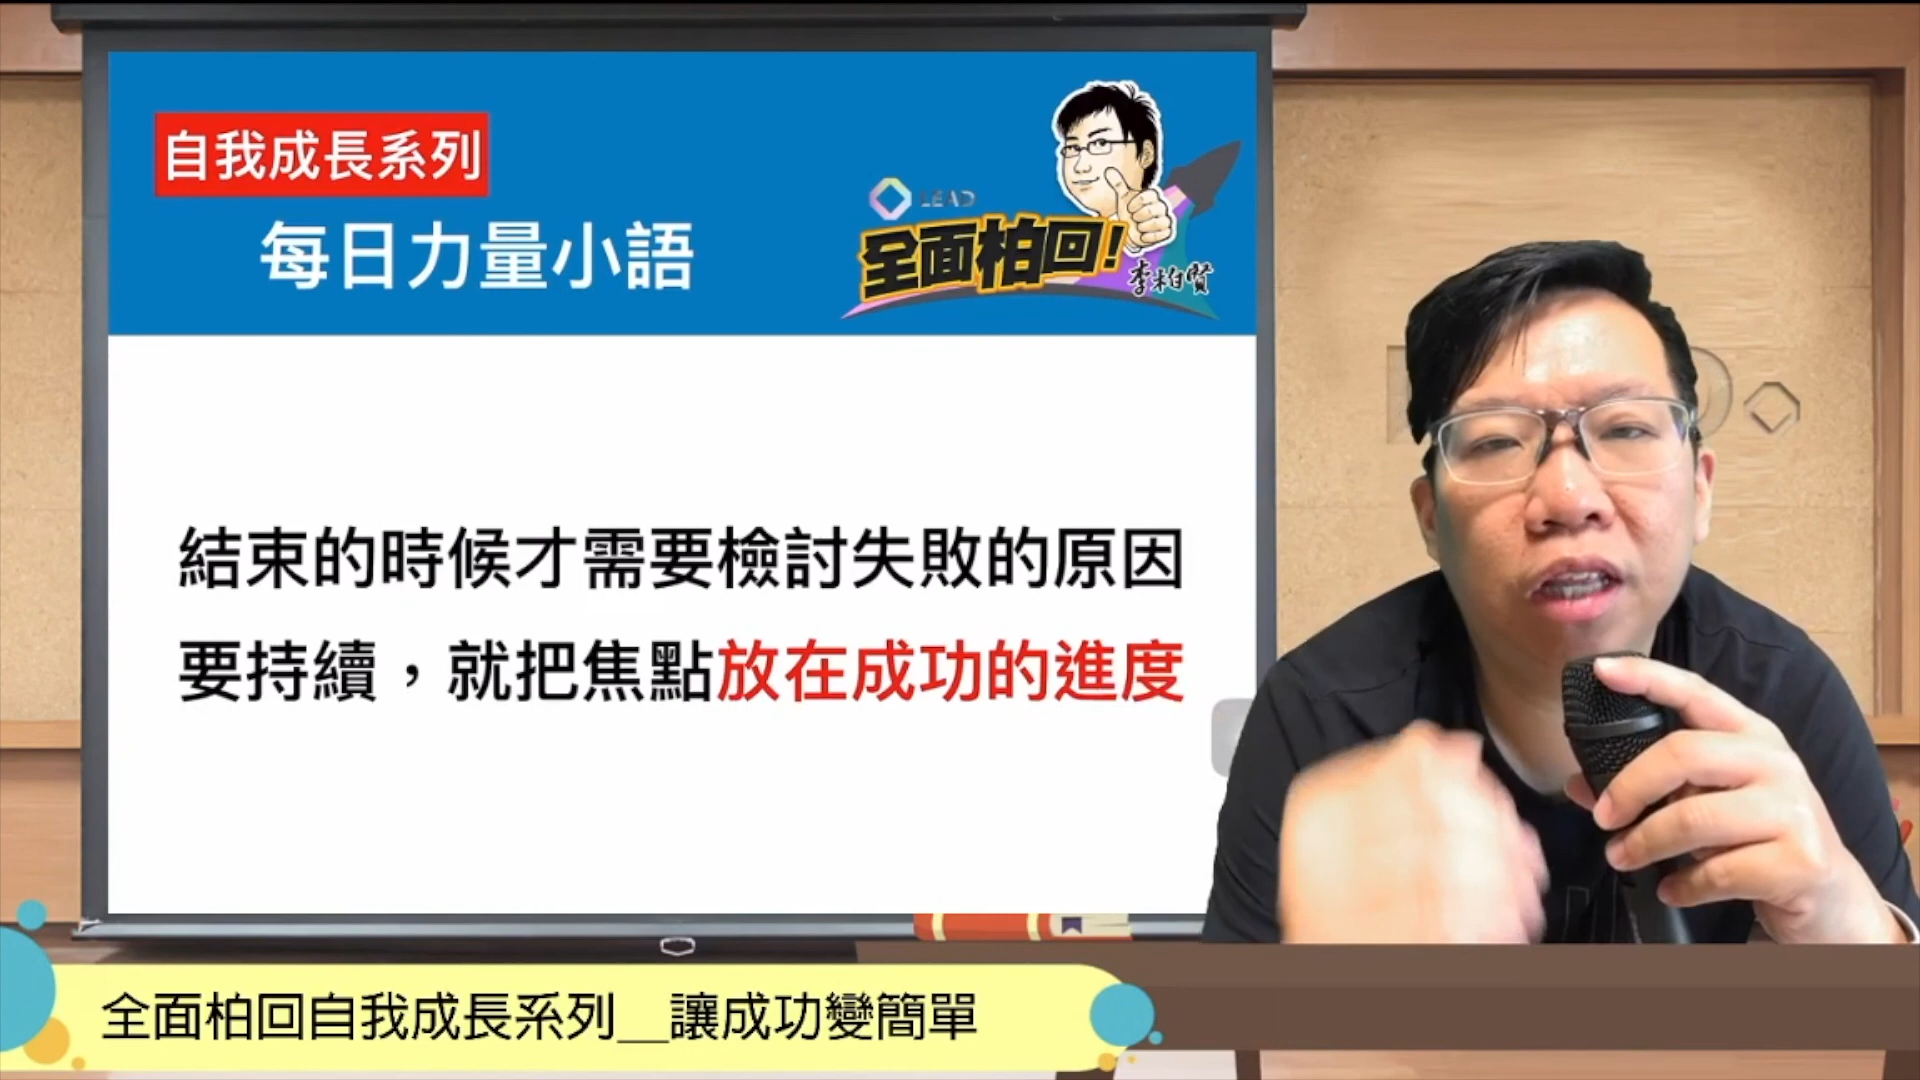 自我成長系列
每日力量小語
LEAD
全面柏回!
李柏賢
結束的時候才需要檢討失敗的原因
要持續，就把焦點放在成功的進度
全面柏回自我成長系列__讓成功變簡單